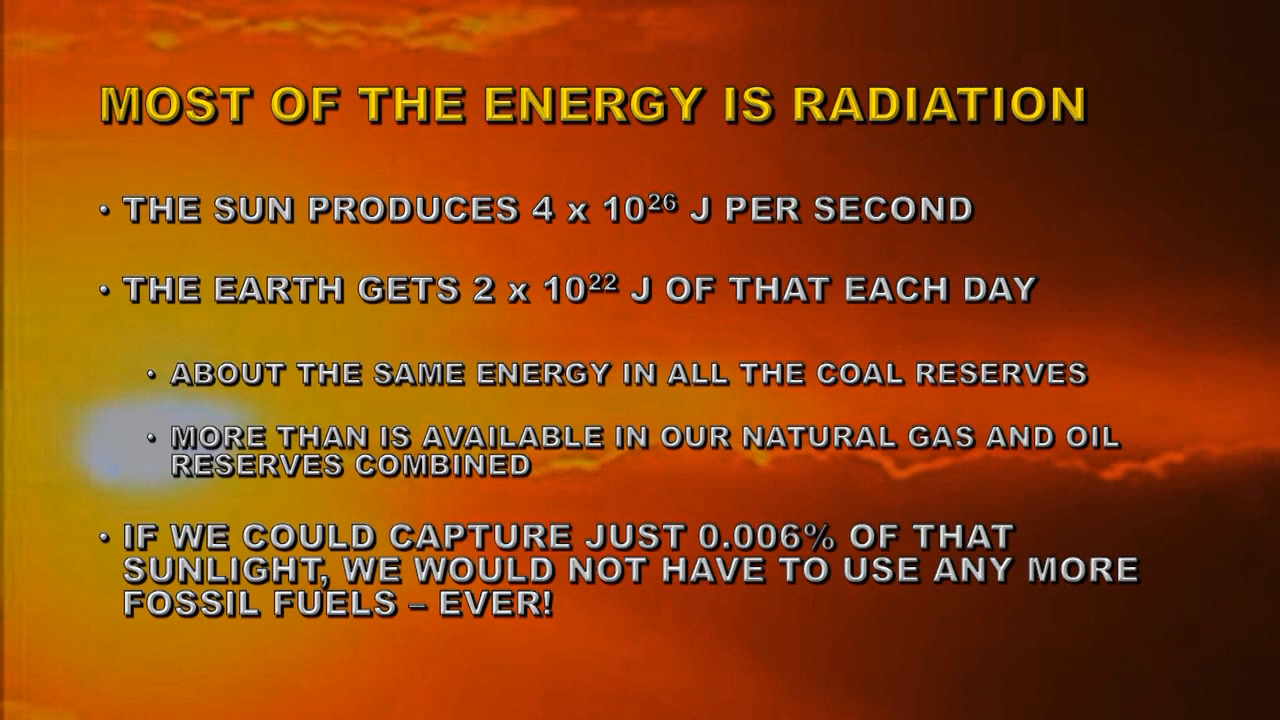 MOST OF THE ENERGY IS RADIATION
• THE SUN PRODUCES 4 x 10²⁶ J PER SECOND
• THE EARTH GETS 2 x 10²² J OF THAT EACH DAY
• ABOUT THE SAME ENERGY IN ALL THE COAL RESERVES
• MORE THAN IS AVAILABLE IN OUR NATURAL GAS AND OIL
RESERVES COMBINED
• IF WE COULD CAPTURE JUST 0.006% OF THAT
SUNLIGHT, WE WOULD NOT HAVE TO USE ANY MORE
FOSSIL FUELS – EVER!